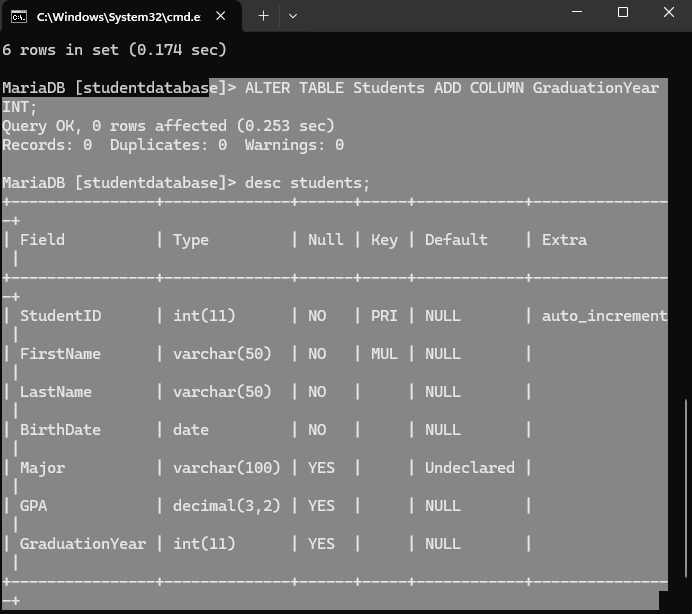 C:\Windows\System32\cmd.e
6 rows in set (0.174 sec)
MariaDB [studentdatabase]> ALTER TABLE Students ADD COLUMN GraduationYear
INT;
Query OK, 0 rows affected (0.253 sec)
Records: 0  Duplicates: 0  Warnings: 0
MariaDB [studentdatabase]> desc students;
+----------------+--------------+------+-----+------------+---------------
-+
| Field          | Type         | Null | Key | Default    | Extra
 |
+----------------+--------------+------+-----+------------+---------------
-+
| StudentID      | int(11)      | NO   | PRI | NULL       | auto_increment
 |
| FirstName      | varchar(50)  | NO   | MUL | NULL       |
 |
| LastName       | varchar(50)  | NO   |     | NULL       |
 |
| BirthDate      | date         | NO   |     | NULL       |
 |
| Major          | varchar(100) | YES  |     | Undeclared |
 |
| GPA            | decimal(3,2) | YES  |     | NULL       |
 |
| GraduationYear | int(11)      | YES  |     | NULL       |
 |
+----------------+--------------+------+-----+------------+---------------
-+